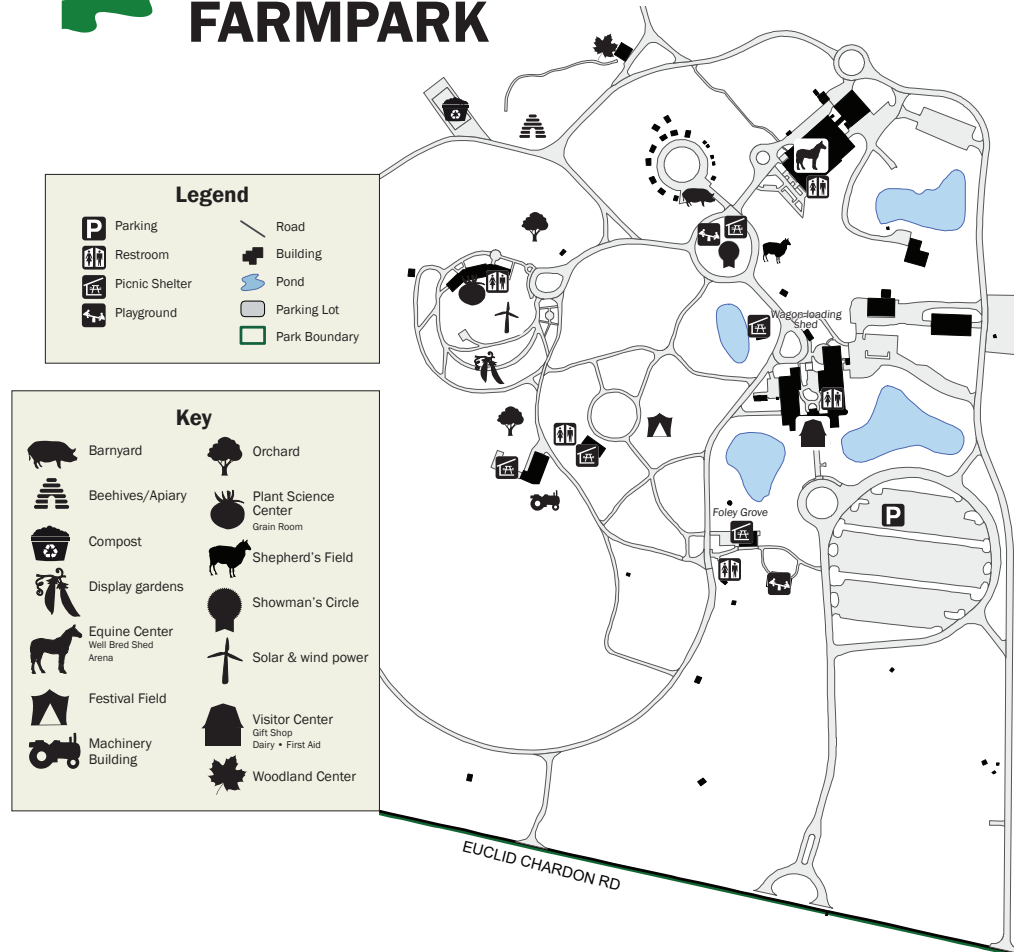 FARMPARK
Legend
Parking
Restroom
Picnic Shelter
Playground
Road
Building
Pond
Parking Lot
Park Boundary
Key
Barnyard
Beehives/Apiary
Compost
Display gardens
Equine Center
Well Bred Shed
Arena
Festival Field
Machinery
Building
Orchard
Plant Science
Center
Grain Room
Shepherd's Field
Showman's Circle
Solar & wind power
Visitor Center
Gift Shop
Dairy • First Aid
Woodland Center
Wagon loading
shed
Foley Grove
P
P
EUCLID CHARDON RD